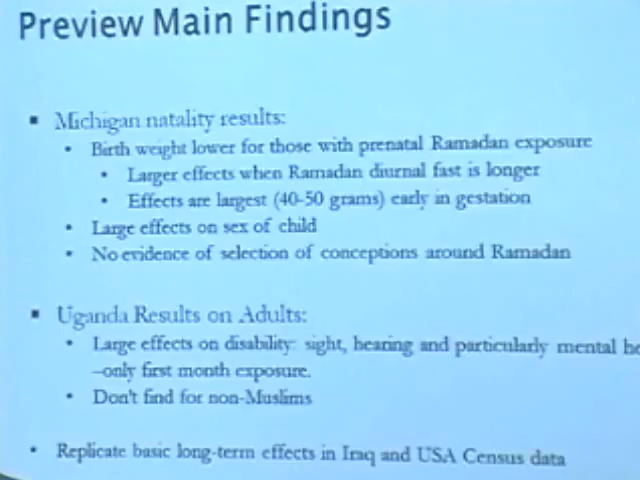 Preview Main Findings
▪ Michigan natality results:
• Birth weight lower for those with prenatal Ramadan exposure
• Larger effects when Ramadan diurnal fast is longer
• Effects are largest (40-50 grams) early in gestation
• Large effects on sex of child
• No evidence of selection of conceptions around Ramadan
▪ Uganda Results on Adults:
• Large effects on disability: sight, hearing and particularly mental he
–only first month exposure.
• Don't find for non-Muslims
• Replicate basic long-term effects in Iraq and USA Census data